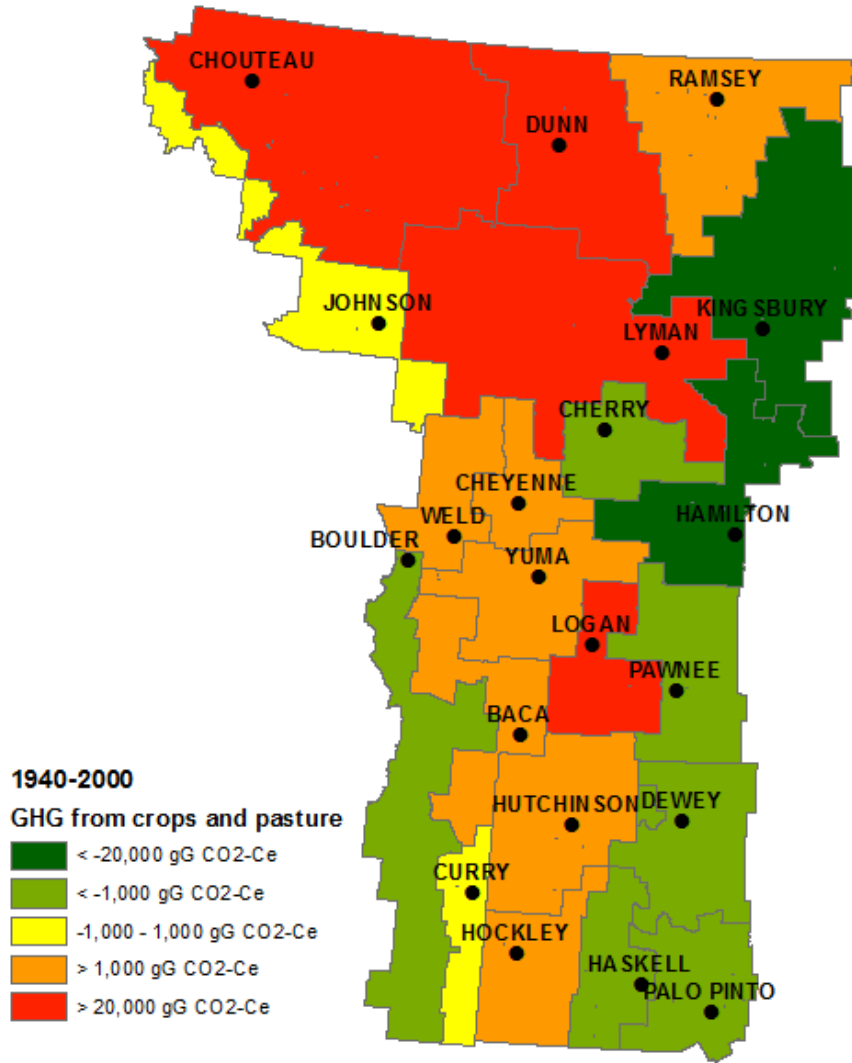 CHOUTEAU
RAMSEY
DUNN
JOHNSON
KINGSBURY
LYMAN
CHERRY
CHEYENNE
WELD
HAMILTON
BOULDER
YUMA
LOGAN
PAWNEE
BACA
HUTCHINSON
DEWEY
CURRY
HOCKLEY
HASKELL
PALO PINTO
1940-2000
GHG from crops and pasture
< -20,000 gG CO2-Ce
< -1,000 gG CO2-Ce
-1,000 - 1,000 gG CO2-Ce
> 1,000 gG CO2-Ce
> 20,000 gG CO2-Ce